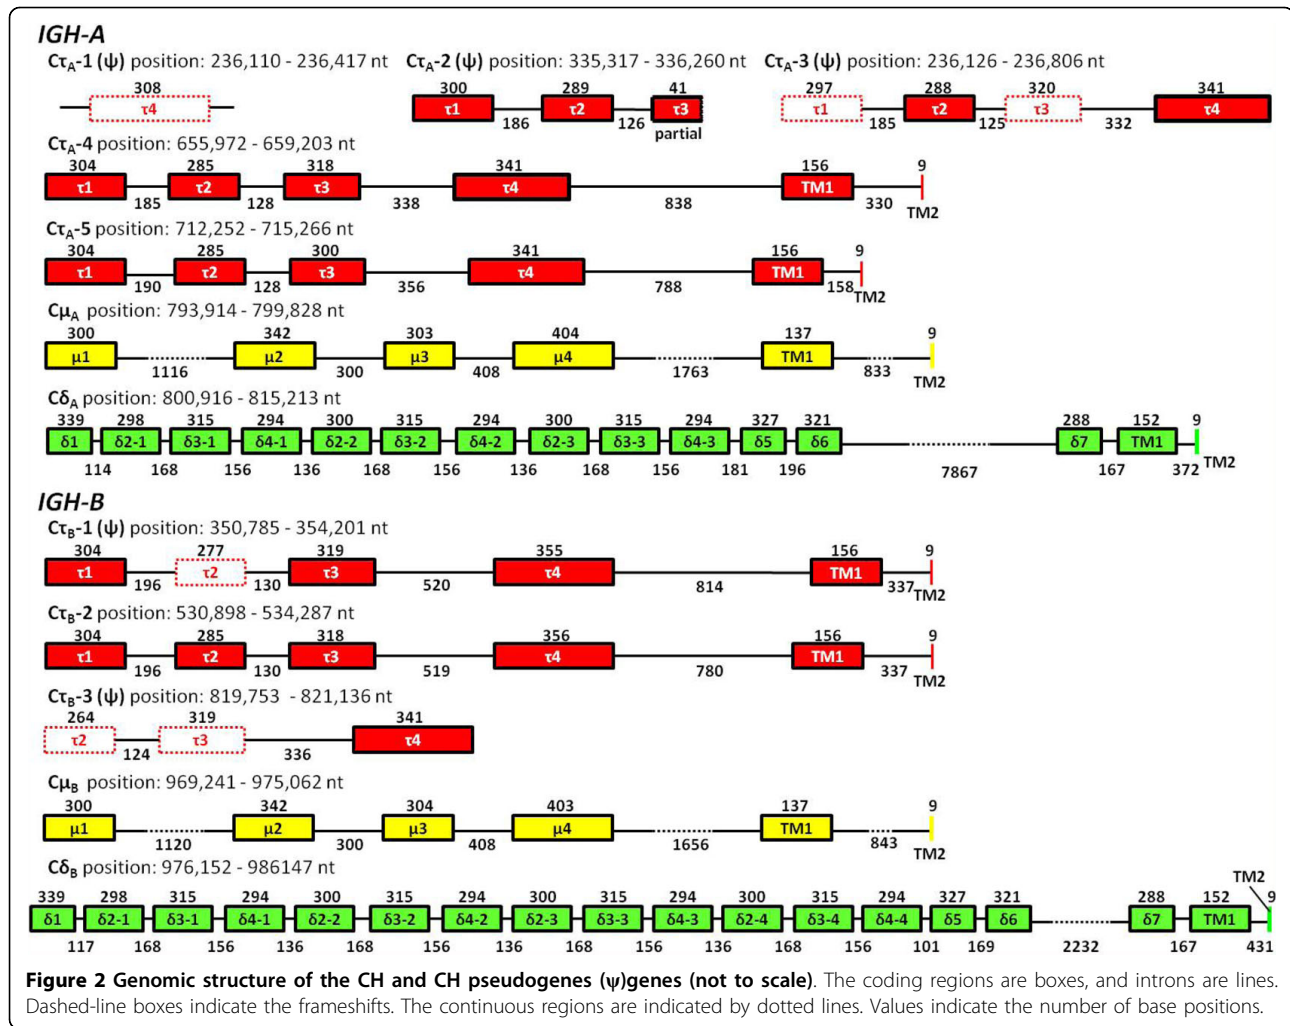 IGH-A
Cτ_A-1 (ψ) position: 236,110 - 236,417 nt Cτ_A-2 (ψ) position: 335,317 - 336,260 nt Cτ_A-3 (ψ) position: 236,126 - 236,806 nt
308 300 289 41 297 288 320 341
τ4 τ1 τ2 τ3 τ1 τ2 τ3 τ4
186 126 partial 185 125 332
Cτ_A-4 position: 655,972 - 659,203 nt
304 285 318 341 156 9
τ1 τ2 τ3 τ4 TM1
185 128 338 838 330 TM2
Cτ_A-5 position: 712,252 - 715,266 nt
304 285 300 341 156 9
τ1 τ2 τ3 τ4 TM1
190 128 356 788 158 TM2
Cμ_A position: 793,914 - 799,828 nt
300 342 303 404 137 9
μ1 μ2 μ3 μ4 TM1
1116 300 408 1763 833 TM2
Cδ_A position: 800,916 - 815,213 nt
339 298 315 294 300 315 294 300 315 294 327 321 288 152 9
δ1 δ2-1 δ3-1 δ4-1 δ2-2 δ3-2 δ4-2 δ2-3 δ3-3 δ4-3 δ5 δ6 δ7 TM1
114 168 156 136 168 156 136 168 156 181 196 7867 167 372 TM2
IGH-B
Cτ_B-1 (ψ) position: 350,785 - 354,201 nt
304 277 319 355 156 9
τ1 τ2 τ3 τ4 TM1
196 130 520 814 337 TM2
Cτ_B-2 position: 530,898 - 534,287 nt
304 285 318 356 156 9
τ1 τ2 τ3 τ4 TM1
196 130 519 780 337 TM2
Cτ_B-3 (ψ) position: 819,753 - 821,136 nt
264 319 341
τ2 τ3 τ4
124 336
Cμ_B position: 969,241 - 975,062 nt
300 342 304 403 137 9
μ1 μ2 μ3 μ4 TM1
1120 300 408 1656 843 TM2
Cδ_B position: 976,152 - 986147 nt
TM2
339 298 315 294 300 315 294 300 315 294 300 315 294 327 321 288 152 9
δ1 δ2-1 δ3-1 δ4-1 δ2-2 δ3-2 δ4-2 δ2-3 δ3-3 δ4-3 δ2-4 δ3-4 δ4-4 δ5 δ6 δ7 TM1
117 168 156 136 168 156 136 168 156 136 168 156 101 169 2232 167 431
Figure 2 Genomic structure of the CH and CH pseudogenes (ψ)genes (not to scale). The coding regions are boxes, and introns are lines.
Dashed-line boxes indicate the frameshifts. The continuous regions are indicated by dotted lines. Values indicate the number of base positions.